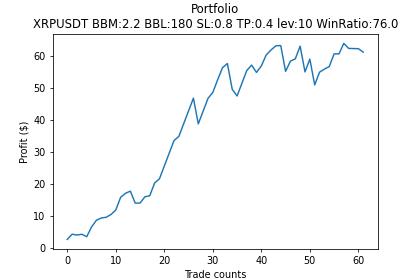 Portfolio
XRPUSDT BBM:2.2 BBL:180 SL:0.8 TP:0.4 lev:10 WinRatio:76.0
60
50
40
30
20
10
0
Profit ($)
0 10 20 30 40 50 60
Trade counts